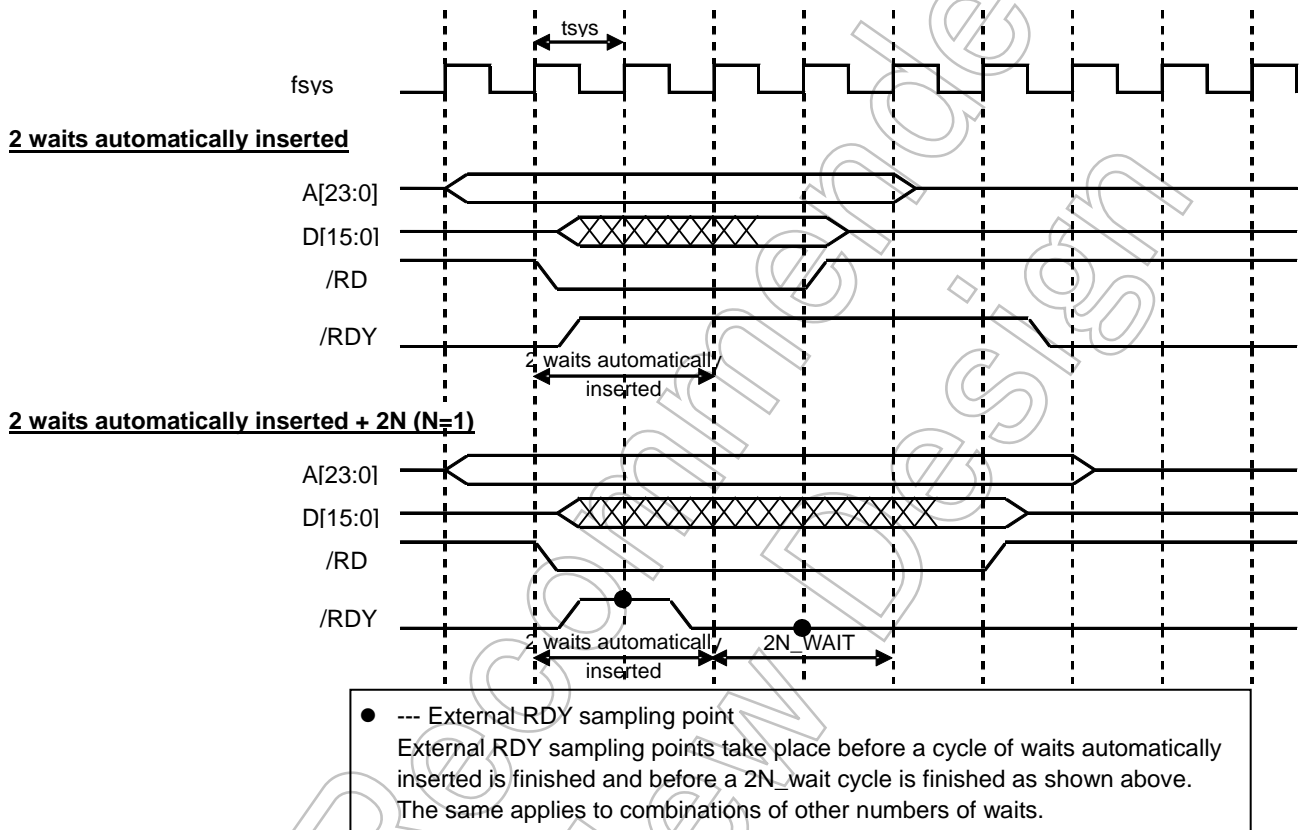 tsys
fsys
2 waits automatically inserted
A[23:0]
D[15:0]
/RD
/RDY
2 waits automatically
inserted
2 waits automatically inserted + 2N (N=1)
A[23:0]
D[15:0]
/RD
/RDY
2 waits automatically
2N_WAIT
inserted
● --- External RDY sampling point
External RDY sampling points take place before a cycle of waits automatically
inserted is finished and before a 2N_wait cycle is finished as shown above.
The same applies to combinations of other numbers of waits.
Recommende
w Design